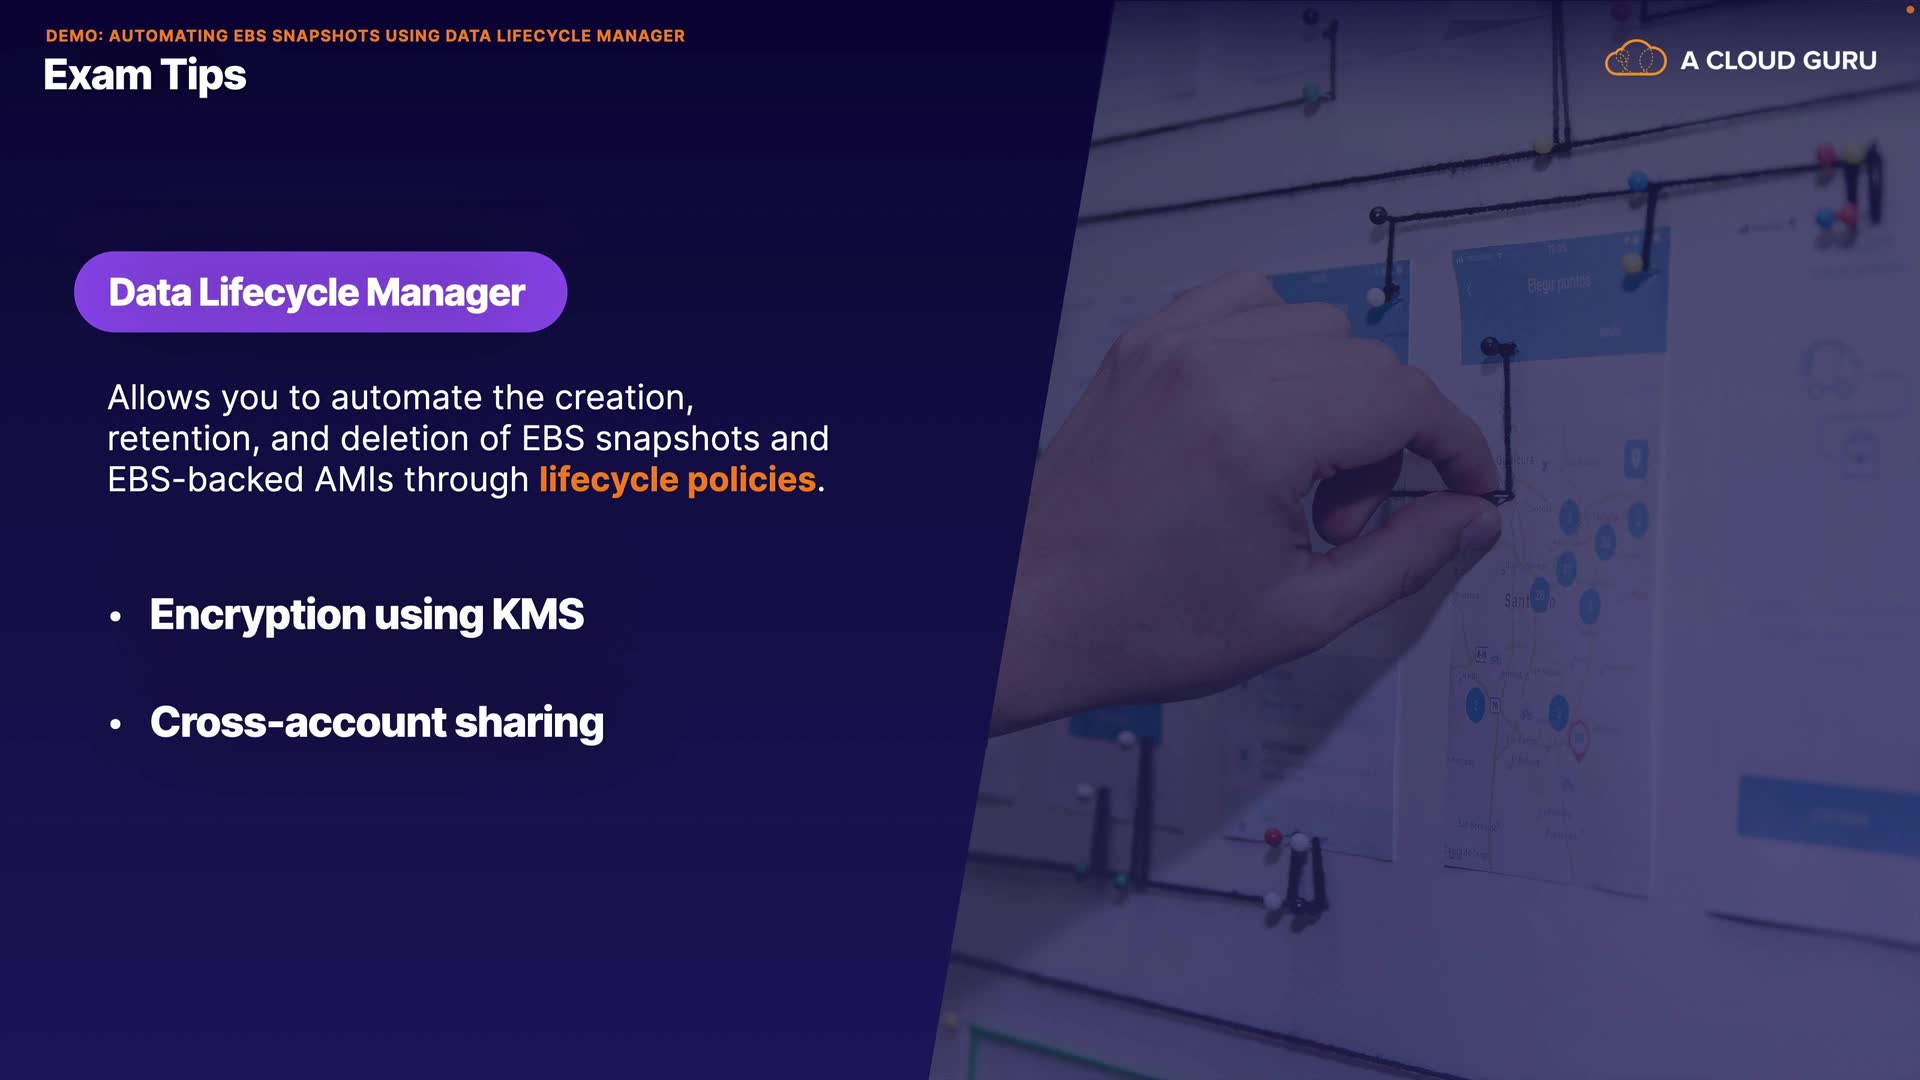 DEMO: AUTOMATING EBS SNAPSHOTS USING DATA LIFECYCLE MANAGER
Exam Tips
A CLOUD GURU
Data Lifecycle Manager
Allows you to automate the creation,
retention, and deletion of EBS snapshots and
EBS-backed AMIs through lifecycle policies.
• Encryption using KMS
• Cross-account sharing
Elegir puntos